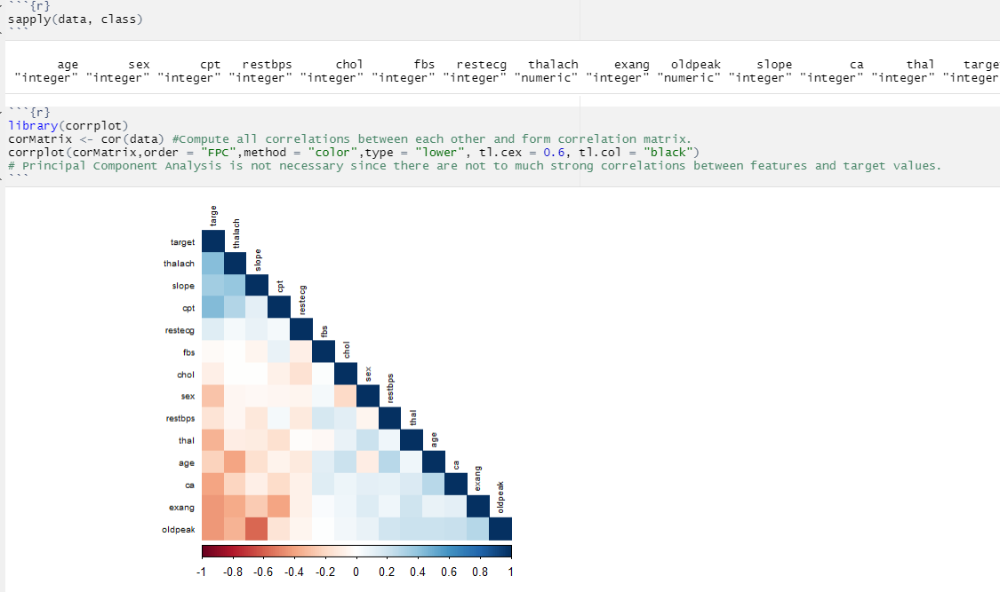 ```{r}
sapply(data, class)
```
age sex cpt restbps chol fbs restecg thalach exang oldpeak slope ca thal targe
"integer" "integer" "integer" "integer" "integer" "integer" "integer" "numeric" "integer" "numeric" "integer" "integer" "integer" "integer
```{r}
library(corrplot)
corMatrix <- cor(data) #Compute all correlations between each other and form correlation matrix.
corrplot(corMatrix,order = "FPC",method = "color",type = "lower", tl.cex = 0.6, tl.col = "black")
# Principal Component Analysis is not necessary since there are not to much strong correlations between features and target values.
```
targe
thalach
slope
cpt
restecg
fbs
chol
sex
restbps
thal
age
ca
exang
oldpeak
target
thalach
slope
cpt
restecg
fbs
chol
sex
restbps
thal
age
ca
exang
oldpeak
-1 -0.8 -0.6 -0.4 -0.2 0 0.2 0.4 0.6 0.8 1